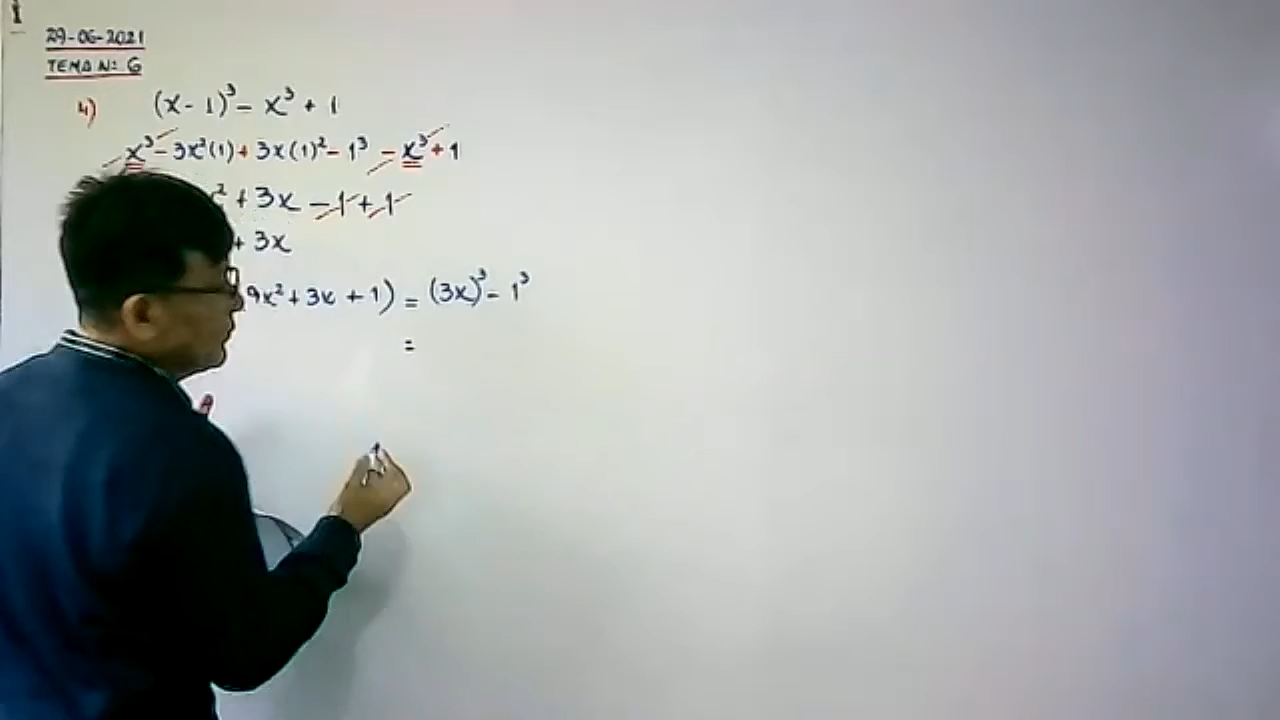 29-06-2021
TEMA N: 6
4) (x - 1)³ - x³ + 1
x³ - 3x²(1) + 3x(1)² - 1³ - x³ + 1
² + 3x - 1 + 1
+ 3x
9x² + 3x + 1) = (3x)³ - 1³
=